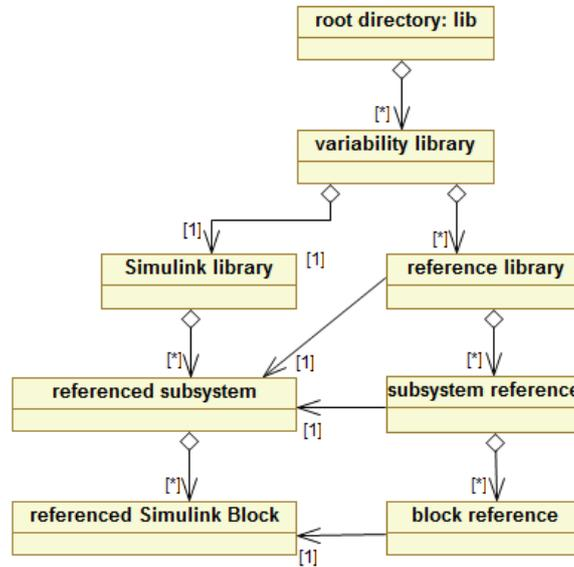 root directory: lib
[*]
variability library
[1]
[*]
Simulink library
[1]
reference library
[*]
[1]
[*]
referenced subsystem
subsystem reference
[1]
[*]
[*]
referenced Simulink Block
block reference
[1]